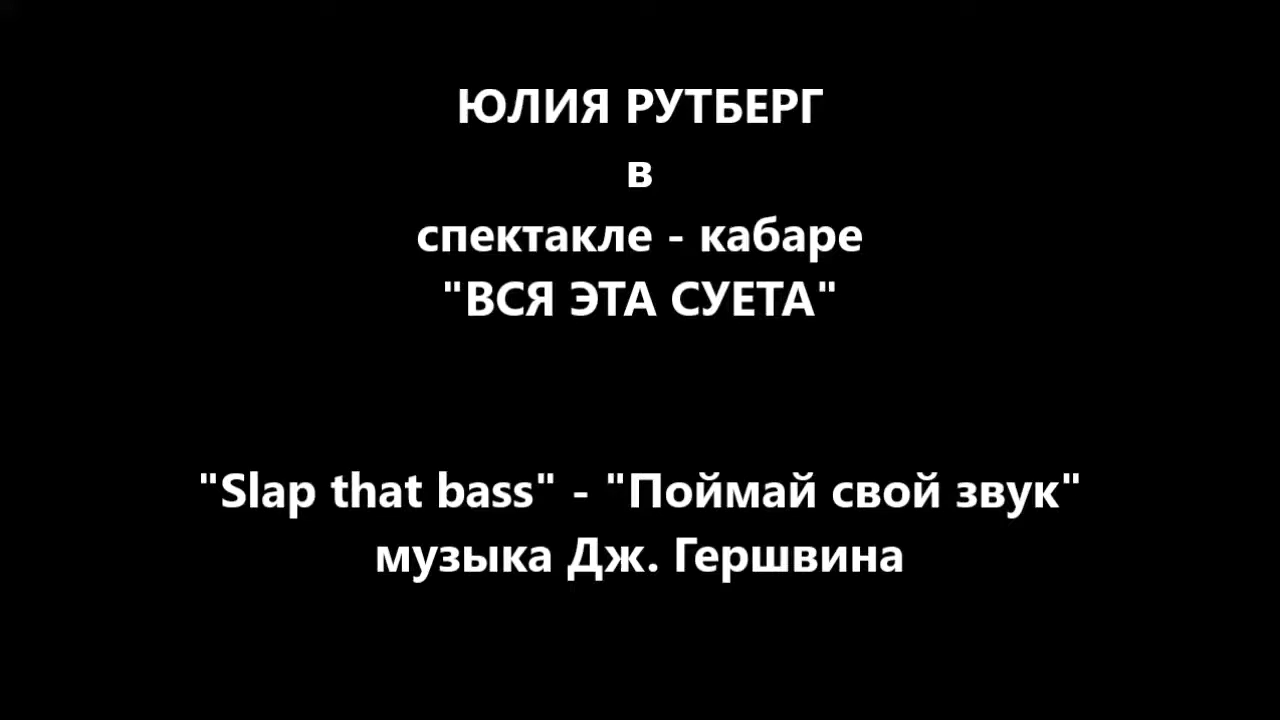 ЮЛИЯ РУТБЕРГ
в
спектакле - кабаре
"ВСЯ ЭТА СУЕТА"
"Slap that bass" - "Поймай свой звук"
музыка Дж. Гершвина